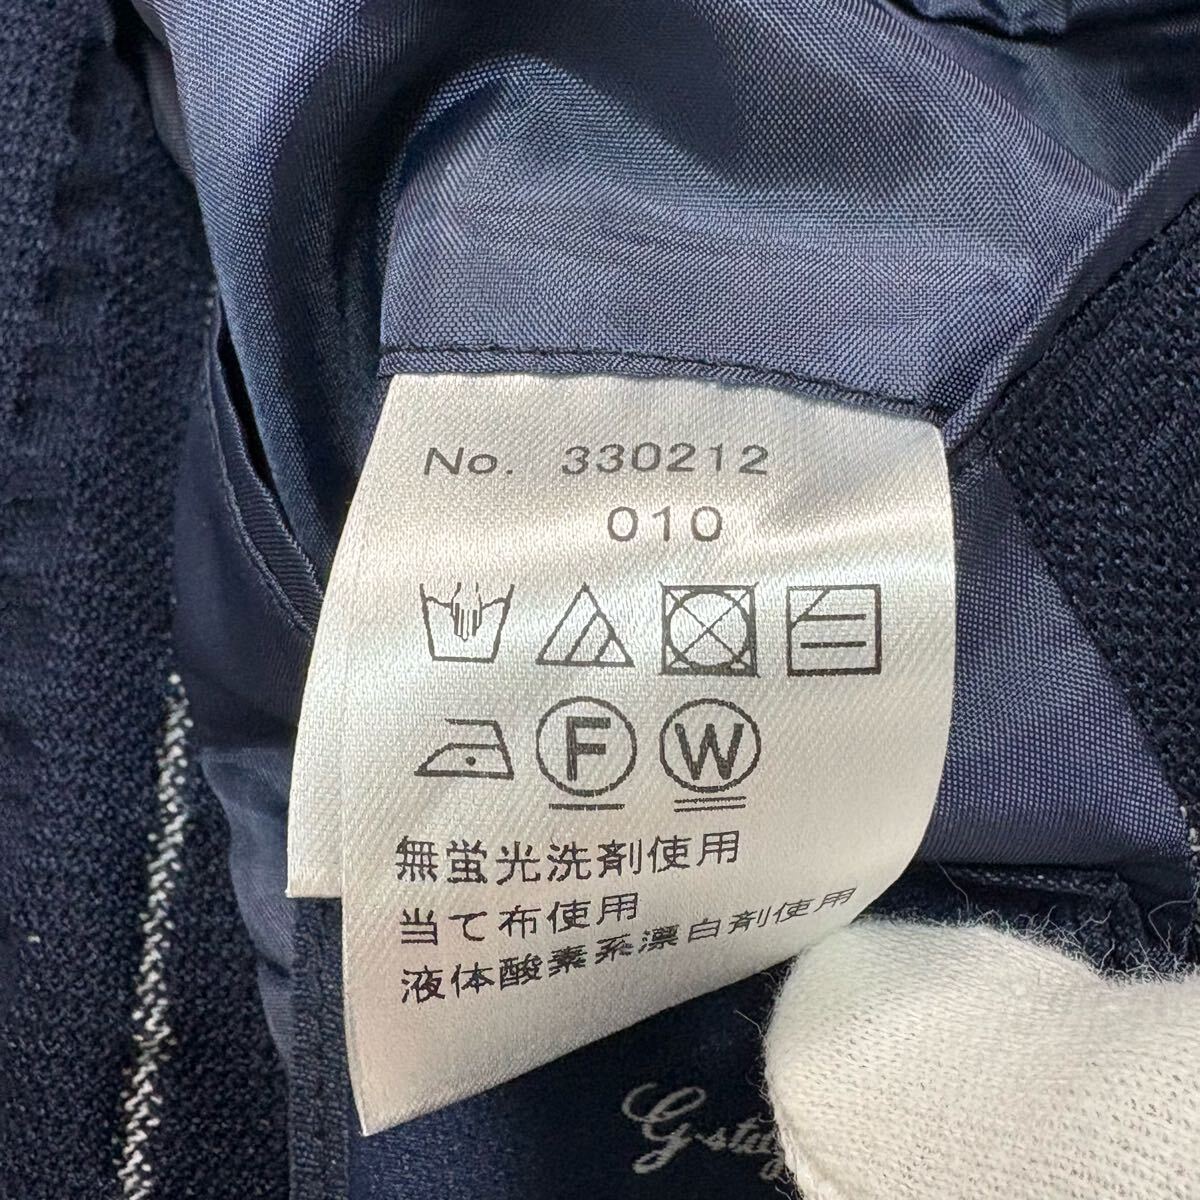 No. 330212
010
F W
無蛍光洗剤使用
当て布使用
液体酸素系漂白剤使用